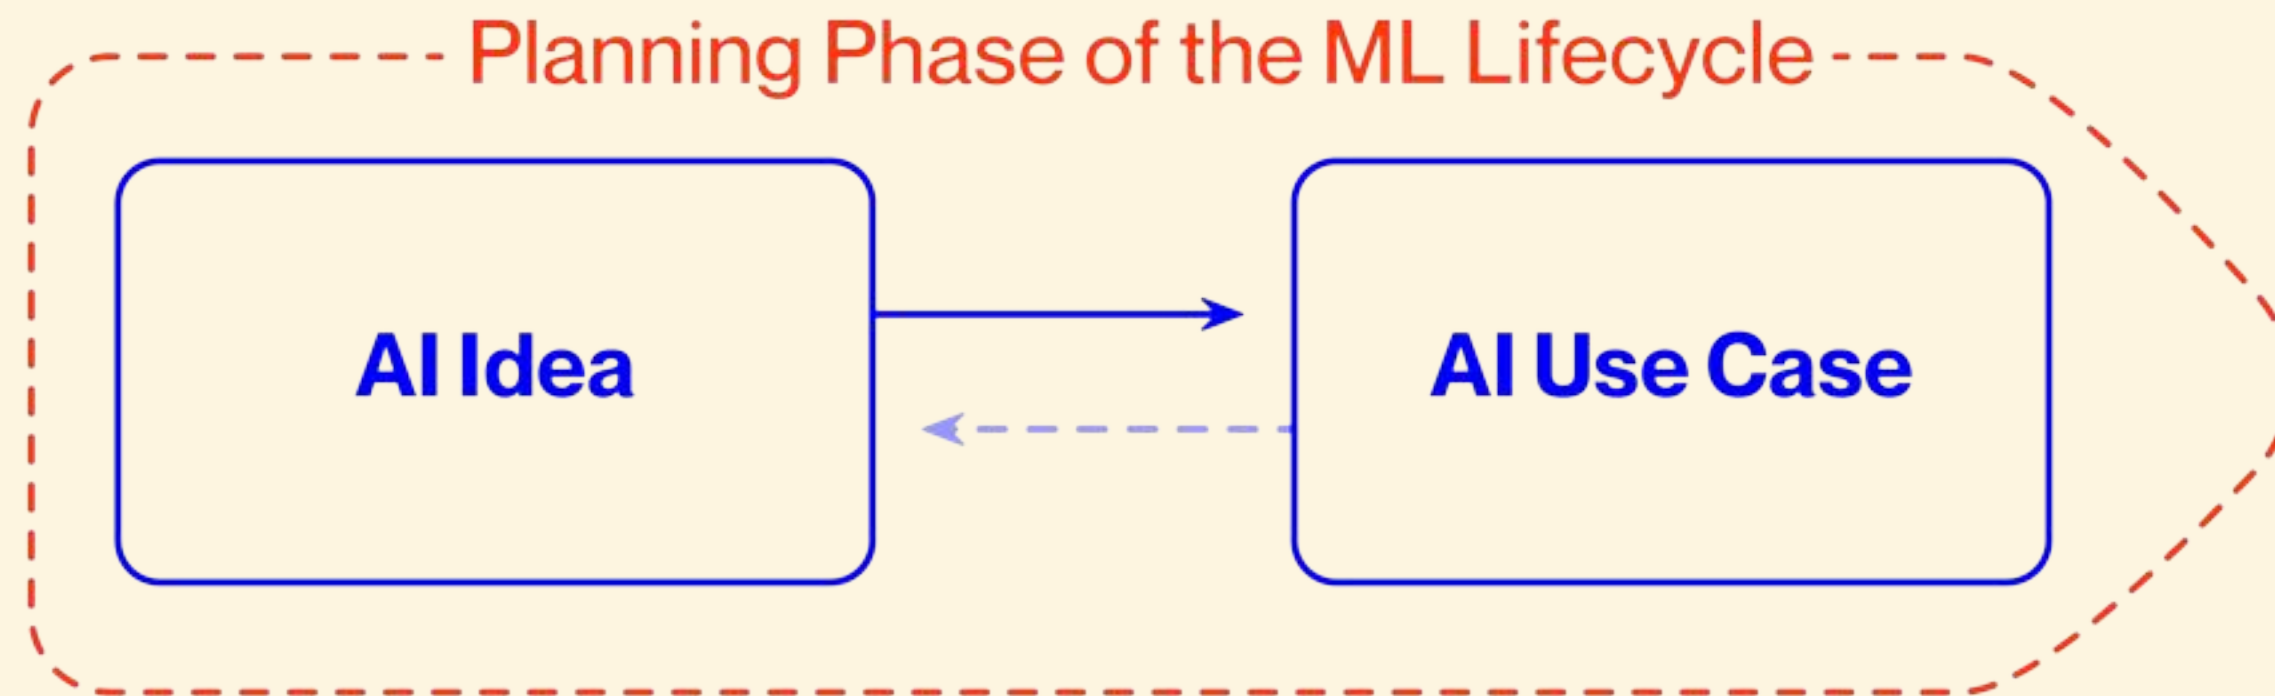 Planning Phase of the ML Lifecycle
AI Idea
AI Use Case